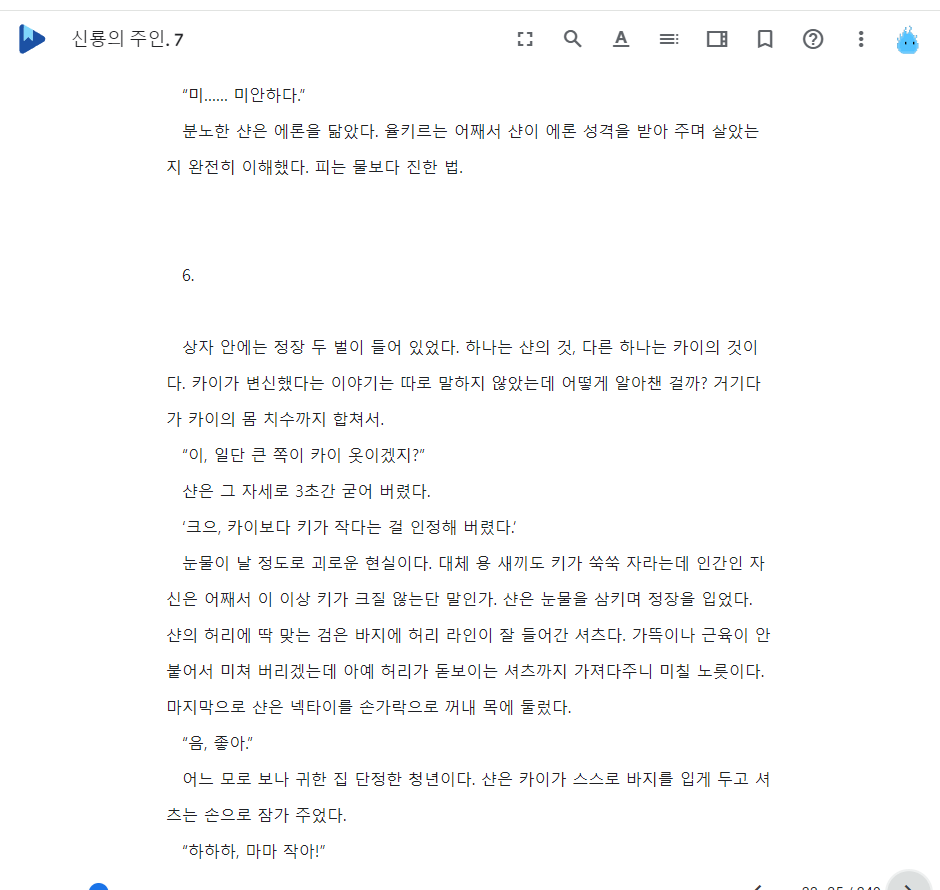 신룡의 주인. 7
“미...... 미안하다.”
분노한 샨은 에론을 닮았다. 율키르는 어째서 샨이 에론 성격을 받아 주며 살았는
지 완전히 이해했다. 피는 물보다 진한 법.
6.
상자 안에는 정장 두 벌이 들어 있었다. 하나는 샨의 것, 다른 하나는 카이의 것이
다. 카이가 변신했다는 이야기는 따로 말하지 않았는데 어떻게 알아챈 걸까? 거기다
가 카이의 몸 치수까지 합쳐서.
“이, 일단 큰 쪽이 카이 옷이겠지?”
샨은 그 자세로 3초간 굳어 버렸다.
‘크으, 카이보다 키가 작다는 걸 인정해 버렸다.’
눈물이 날 정도로 괴로운 현실이다. 대체 용 새끼도 키가 쑥쑥 자라는데 인간인 자
신은 어째서 이 이상 키가 크질 않는단 말인가. 샨은 눈물을 삼키며 정장을 입었다.
샨의 허리에 딱 맞는 검은 바지에 허리 라인이 잘 들어간 셔츠다. 가뜩이나 근육이 안
붙어서 미쳐 버리겠는데 아예 허리가 돋보이는 셔츠까지 가져다주니 미칠 노릇이다.
마지막으로 샨은 넥타이를 손가락으로 꺼내 목에 둘렀다.
“음, 좋아.”
어느 모로 보나 귀한 집 단정한 청년이다. 샨은 카이가 스스로 바지를 입게 두고 셔
츠는 손으로 잠가 주었다.
“하하하, 마마 작아!”